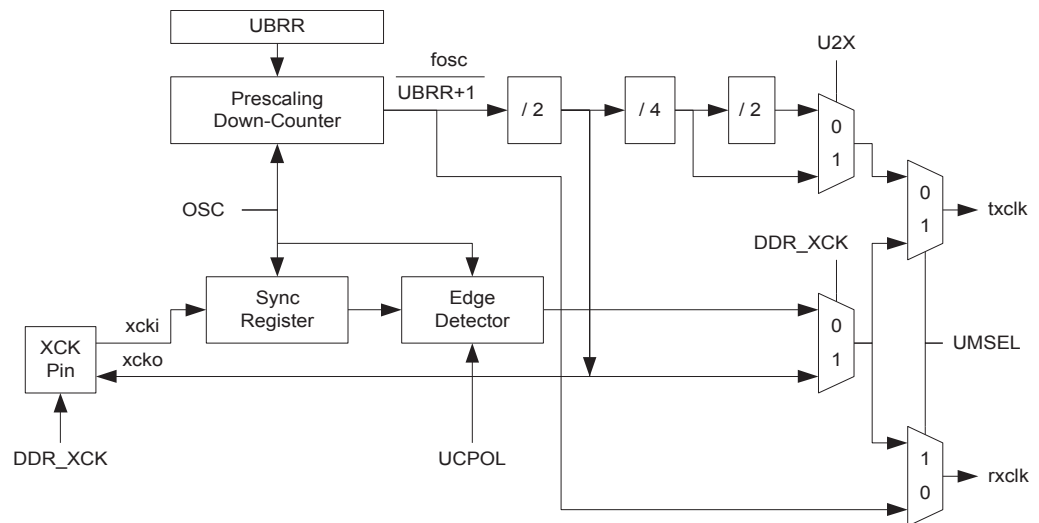 UBRR
Prescaling
Down-Counter
fosc
UBRR+1
/ 2
/ 4
/ 2
U2X
0
1
OSC
0
1
txclk
DDR_XCK
Sync
Register
Edge
Detector
0
1
UMSEL
xcki
XCK
Pin
xcko
DDR_XCK
UCPOL
1
0
rxclk